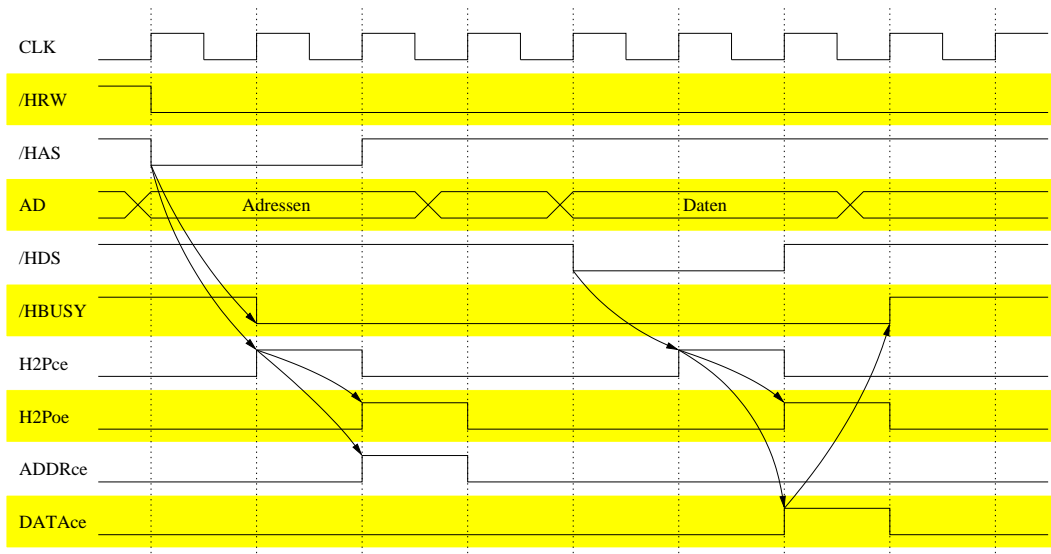 CLK
/HRW
/HAS
AD Adressen Daten
/HDS
/HBUSY
H2Pce
H2Poe
ADDRce
DATAce